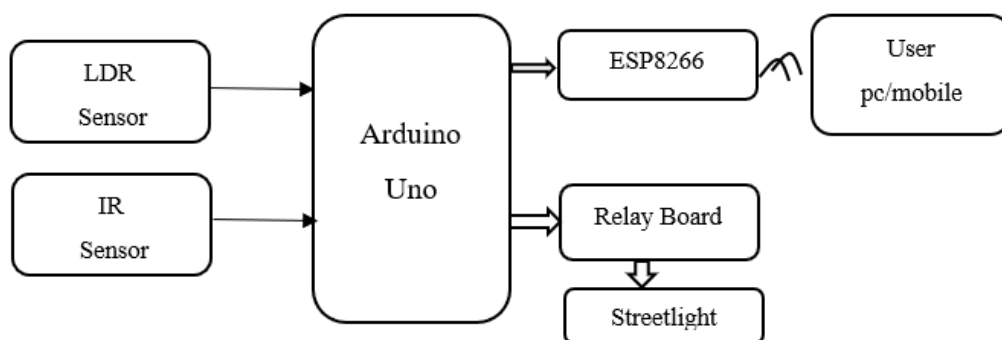 LDR
Sensor
IR
Sensor
Arduino
Uno
ESP8266
User
pc/mobile
Relay Board
Streetlight